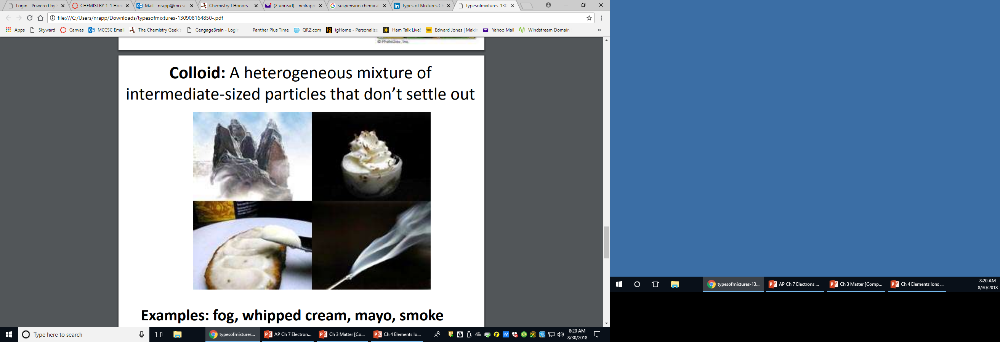 Login - Powered by
CHEMISTRY 1-1 Hon
Mail - nrapp@mccsc
Chemistry I Honors
(2 unread) - neilrapp
suspension chemical
Types of Mixtures Ch
typesofmixtures-130
file:///C:/Users/nrapp/Downloads/typesofmixtures-130908164850-.pdf
Apps
Skyward
Canvas
MCCSC Email
The Chemistry Geek's
CengageBrain - Login
Panther Plus Time
QRZ.com
igHome - Personalize
Ham Talk Live!
Edward Jones | Makin
Yahoo Mail
Windstream Domain
© PhotoDisc, Inc.
Colloid: A heterogeneous mixture of
intermediate-sized particles that don’t settle out
Examples: fog, whipped cream, mayo, smoke
Type here to search
typesofmixtures...
AP Ch 7 Electron...
Ch 3 Matter [Co...
Ch 4 Elements Io...
8:20 AM
8/30/2018
typesofmixtures-13...
AP Ch 7 Electrons ...
Ch 3 Matter [Comp...
Ch 4 Elements Ions ...
8:20 AM
8/30/2018